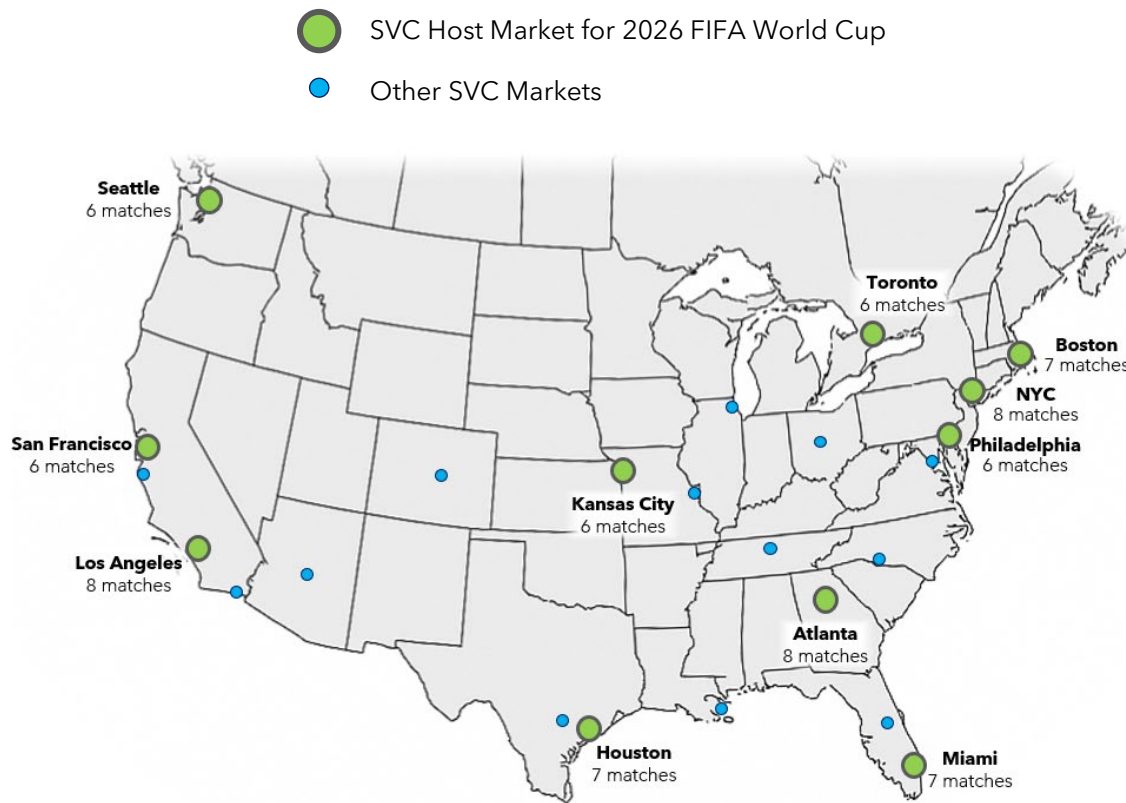 SVC Host Market for 2026 FIFA World Cup
Other SVC Markets
Seattle
6 matches
Toronto
6 matches
Boston
7 matches
NYC
8 matches
San Francisco
6 matches
Philadelphia
6 matches
Kansas City
6 matches
Los Angeles
8 matches
Atlanta
8 matches
Houston
7 matches
Miami
7 matches